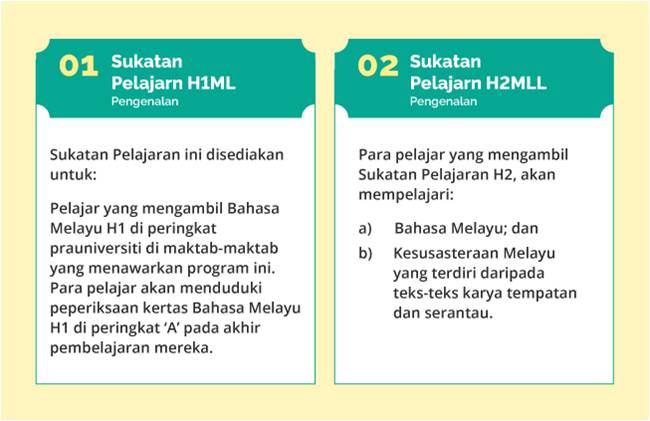 01 Sukatan
Pelajarn H1ML
Pengenalan
Sukatan Pelajaran ini disediakan
untuk:
Pelajar yang mengambil Bahasa
Melayu H1 di peringkat
prauniversiti di maktab-maktab
yang menawarkan program ini.
Para pelajar akan menduduki
peperiksaan kertas Bahasa Melayu
H1 di peringkat ‘A’ pada akhir
pembelajaran mereka.
02 Sukatan
Pelajarn H2MLL
Pengenalan
Para pelajar yang mengambil
Sukatan Pelajaran H2, akan
mempelajari:
a) Bahasa Melayu; dan
b) Kesusasteraan Melayu
yang terdiri daripada
teks-teks karya tempatan
dan serantau.